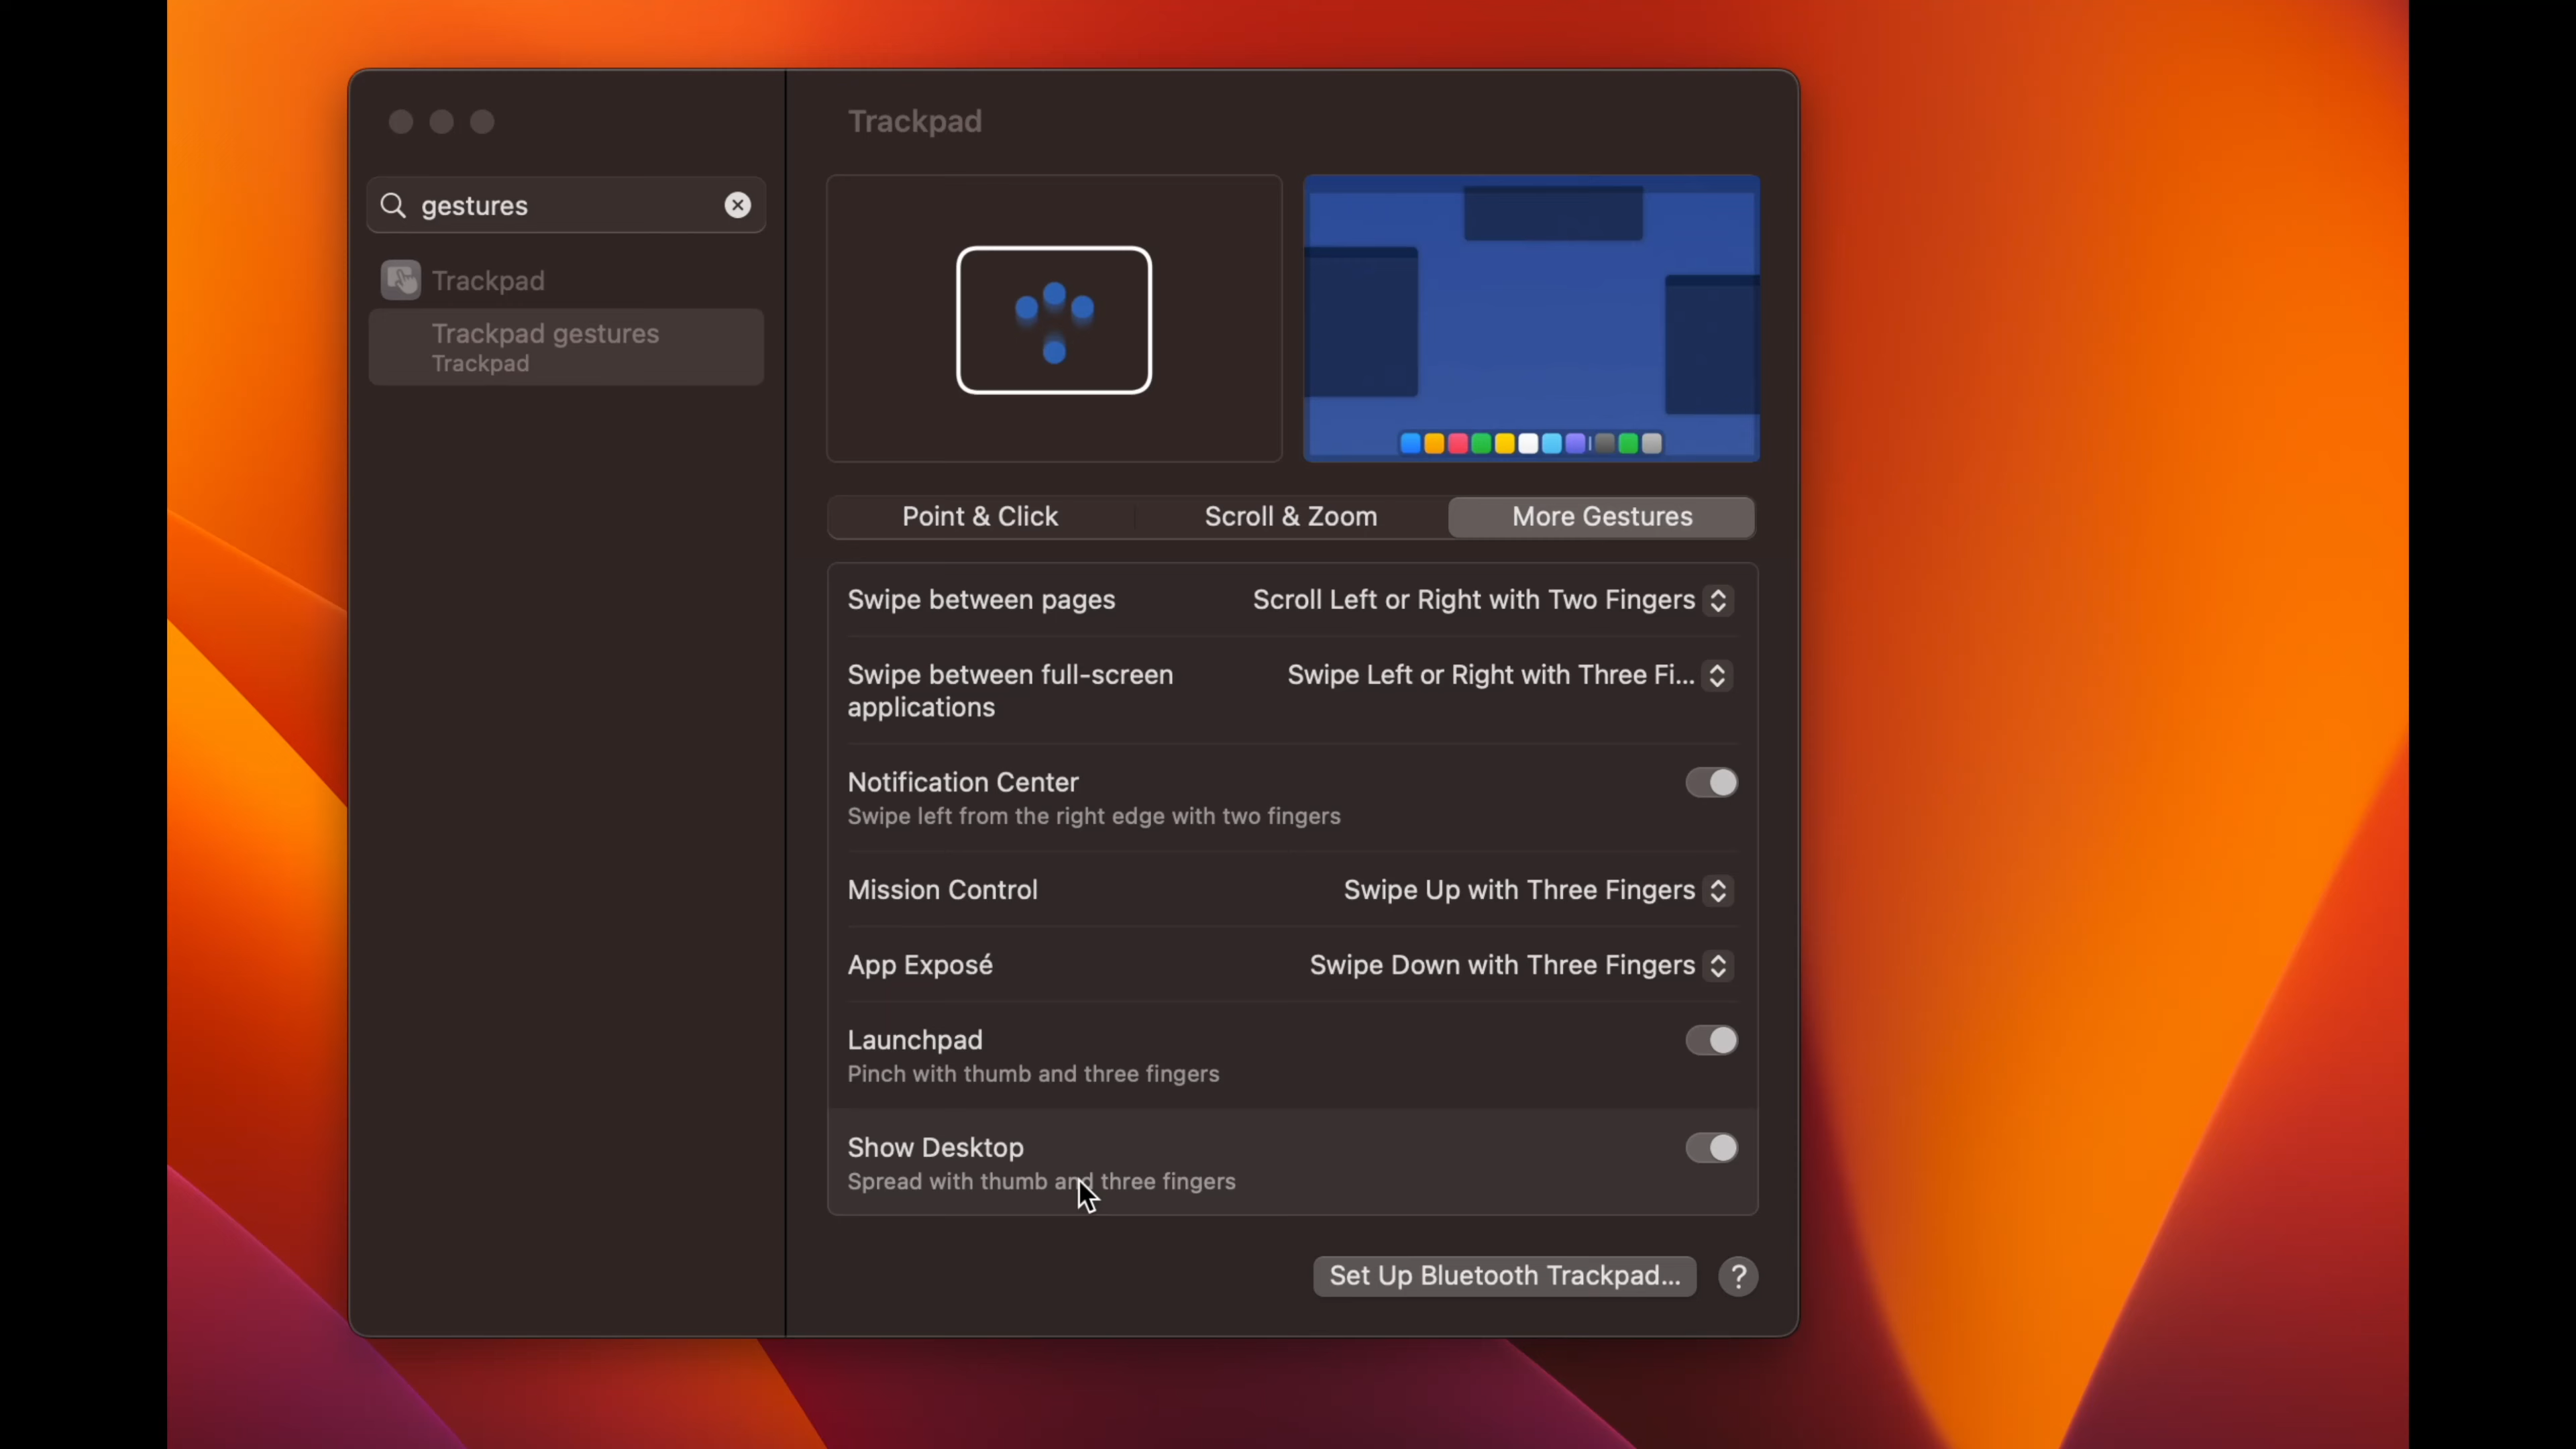 Trackpad
gestures
Trackpad
Trackpad gestures
Trackpad
Point & Click
Scroll & Zoom
More Gestures
Swipe between pages
Scroll Left or Right with Two Fingers
Swipe between full-screen
applications
Swipe Left or Right with Three Fi...
Notification Center
Swipe left from the right edge with two fingers
Mission Control
Swipe Up with Three Fingers
App Exposé
Swipe Down with Three Fingers
Launchpad
Pinch with thumb and three fingers
Show Desktop
Spread with thumb and three fingers
Set Up Bluetooth Trackpad...
?